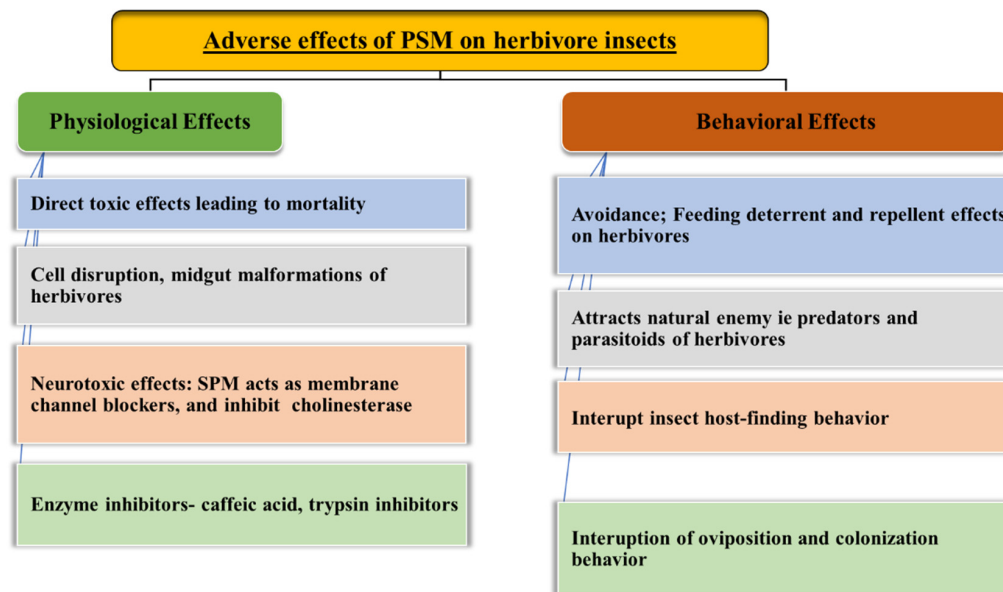 Adverse effects of PSM on herbivore insects
Physiological Effects
Direct toxic effects leading to mortality
Cell disruption, midgut malformations of
herbivores
Neurotoxic effects: SPM acts as membrane
channel blockers, and inhibit cholinesterase
Enzyme inhibitors- caffeic acid, trypsin inhibitors
Behavioral Effects
Avoidance; Feeding deterrent and repellent effects
on herbivores
Attracts natural enemy ie predators and
parasitoids of herbivores
Interupt insect host-finding behavior
Interuption of oviposition and colonization
behavior